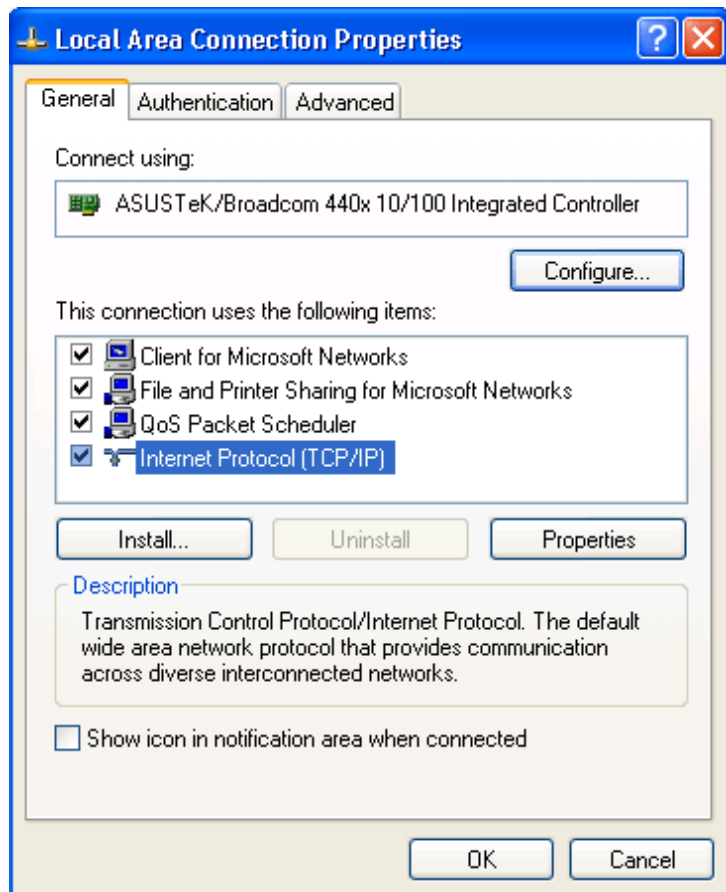 Local Area Connection Properties
General Authentication Advanced
Connect using:
ASUSTeK/Broadcom 440x 10/100 Integrated Controller
Configure...
This connection uses the following items:
Client for Microsoft Networks
File and Printer Sharing for Microsoft Networks
QoS Packet Scheduler
Internet Protocol (TCP/IP)
Install... Uninstall Properties
Description
Transmission Control Protocol/Internet Protocol. The default
wide area network protocol that provides communication
across diverse interconnected networks.
Show icon in notification area when connected
OK Cancel